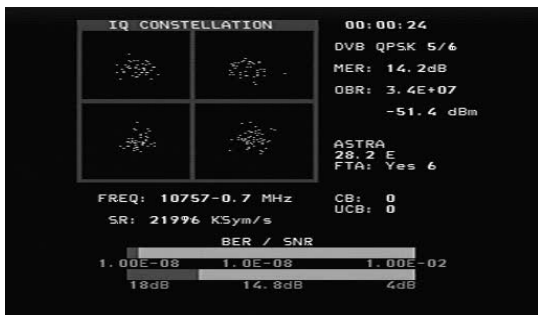 IQ CONSTELLATION
00:00:24
DVB QPSK 5/6
MER: 14.2dB
OBR: 3.4E+07
-51.4 dBm
ASTRA
28.2 E
FTA: Yes 6
FREQ: 10757-0.7 MHz
CB: 0
SR: 21996 KSym/s
UCB: 0
BER / SNR
1.00E-08 1.0E-08 1.00E-02
18dB 14.8dB 4dB